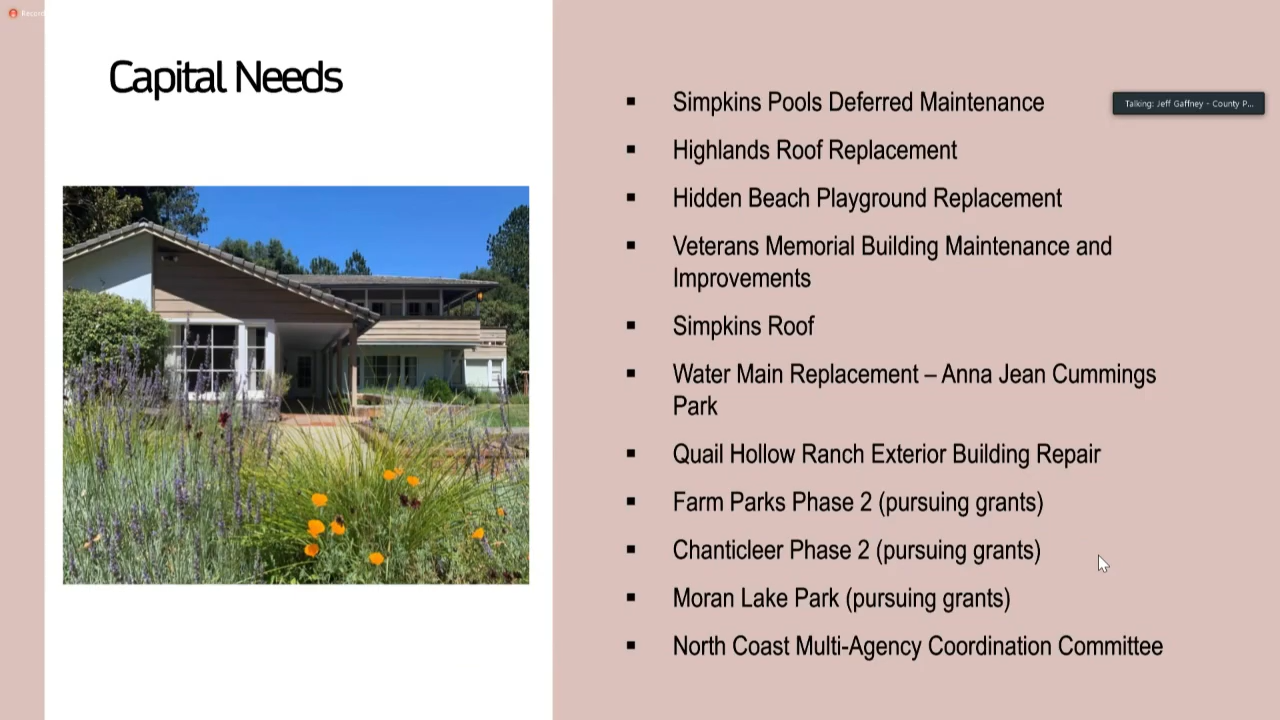 Capital Needs
Simpkins Pools Deferred Maintenance
Talking: Jeff Gaffney - County P...
Highlands Roof Replacement
Hidden Beach Playground Replacement
Veterans Memorial Building Maintenance and
Improvements
Simpkins Roof
Water Main Replacement – Anna Jean Cummings
Park
Quail Hollow Ranch Exterior Building Repair
Farm Parks Phase 2 (pursuing grants)
Chanticleer Phase 2 (pursuing grants)
Moran Lake Park (pursuing grants)
North Coast Multi-Agency Coordination Committee